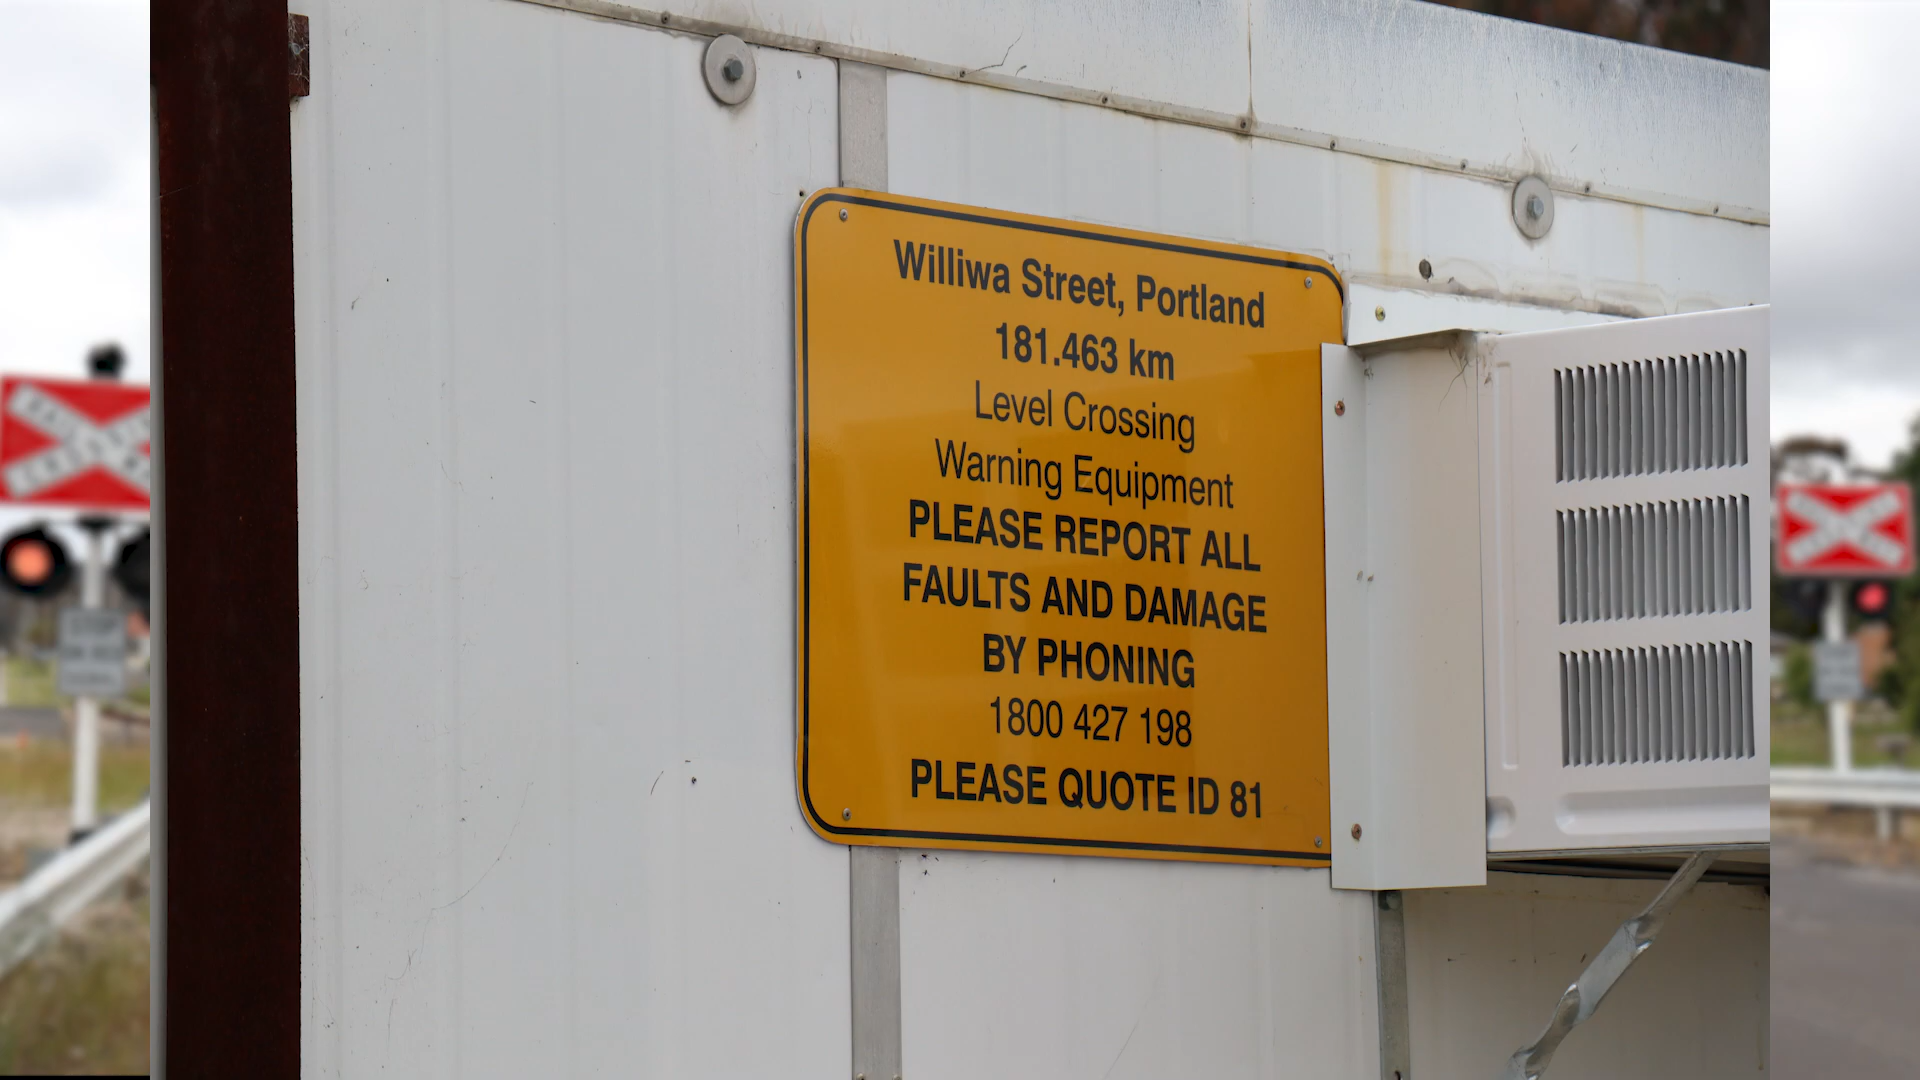 Williwa Street, Portland
181.463 km
Level Crossing
Warning Equipment
PLEASE REPORT ALL
FAULTS AND DAMAGE
BY PHONING
1800 427 198
PLEASE QUOTE ID 81